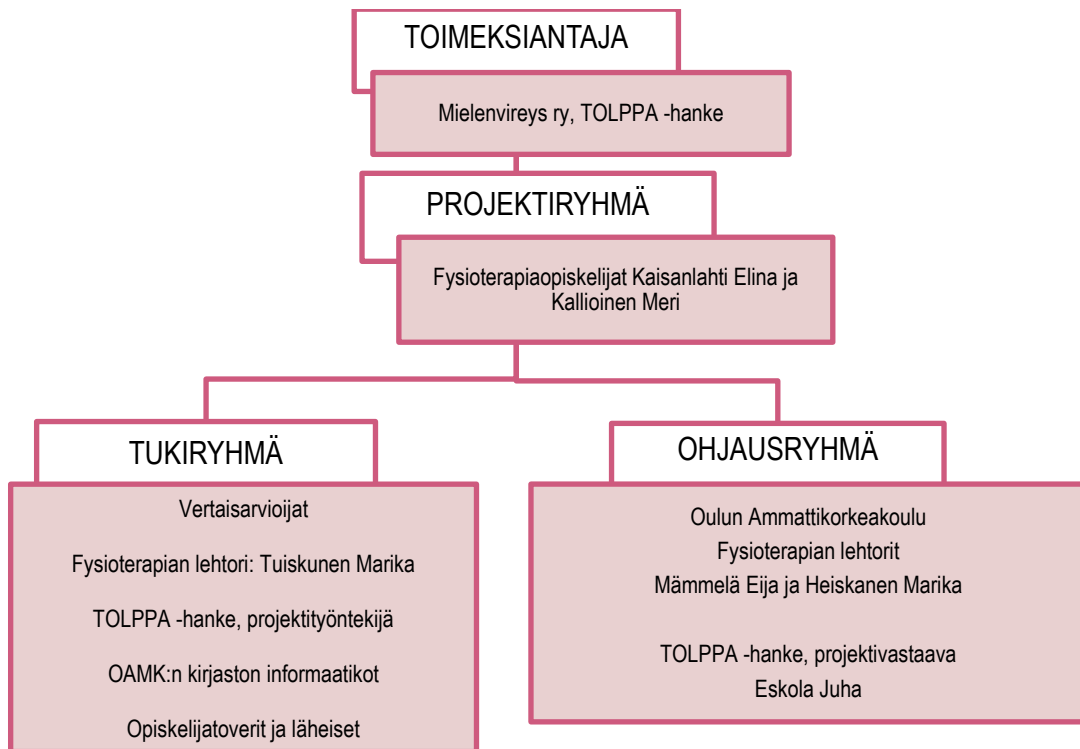 TOIMEKSIANTAJA
Mielenvireys ry, TOLPPA -hanke
PROJEKTIRYHMÄ
Fysioterapiaopiskelijat Kaisanlahti Elina ja
Kallioinen Meri
TUKIRYHMÄ
Vertaisarvioijat
Fysioterapian lehtori: Tuiskunen Marika
TOLPPA -hanke, projektityöntekijä
OAMK:n kirjaston informaatikot
Opiskelijatoverit ja läheiset
OHJAUSRYHMÄ
Oulun Ammattikorkeakoulu
Fysioterapian lehtorit
Mämmelä Eija ja Heiskanen Marika
TOLPPA -hanke, projektivastaava
Eskola Juha